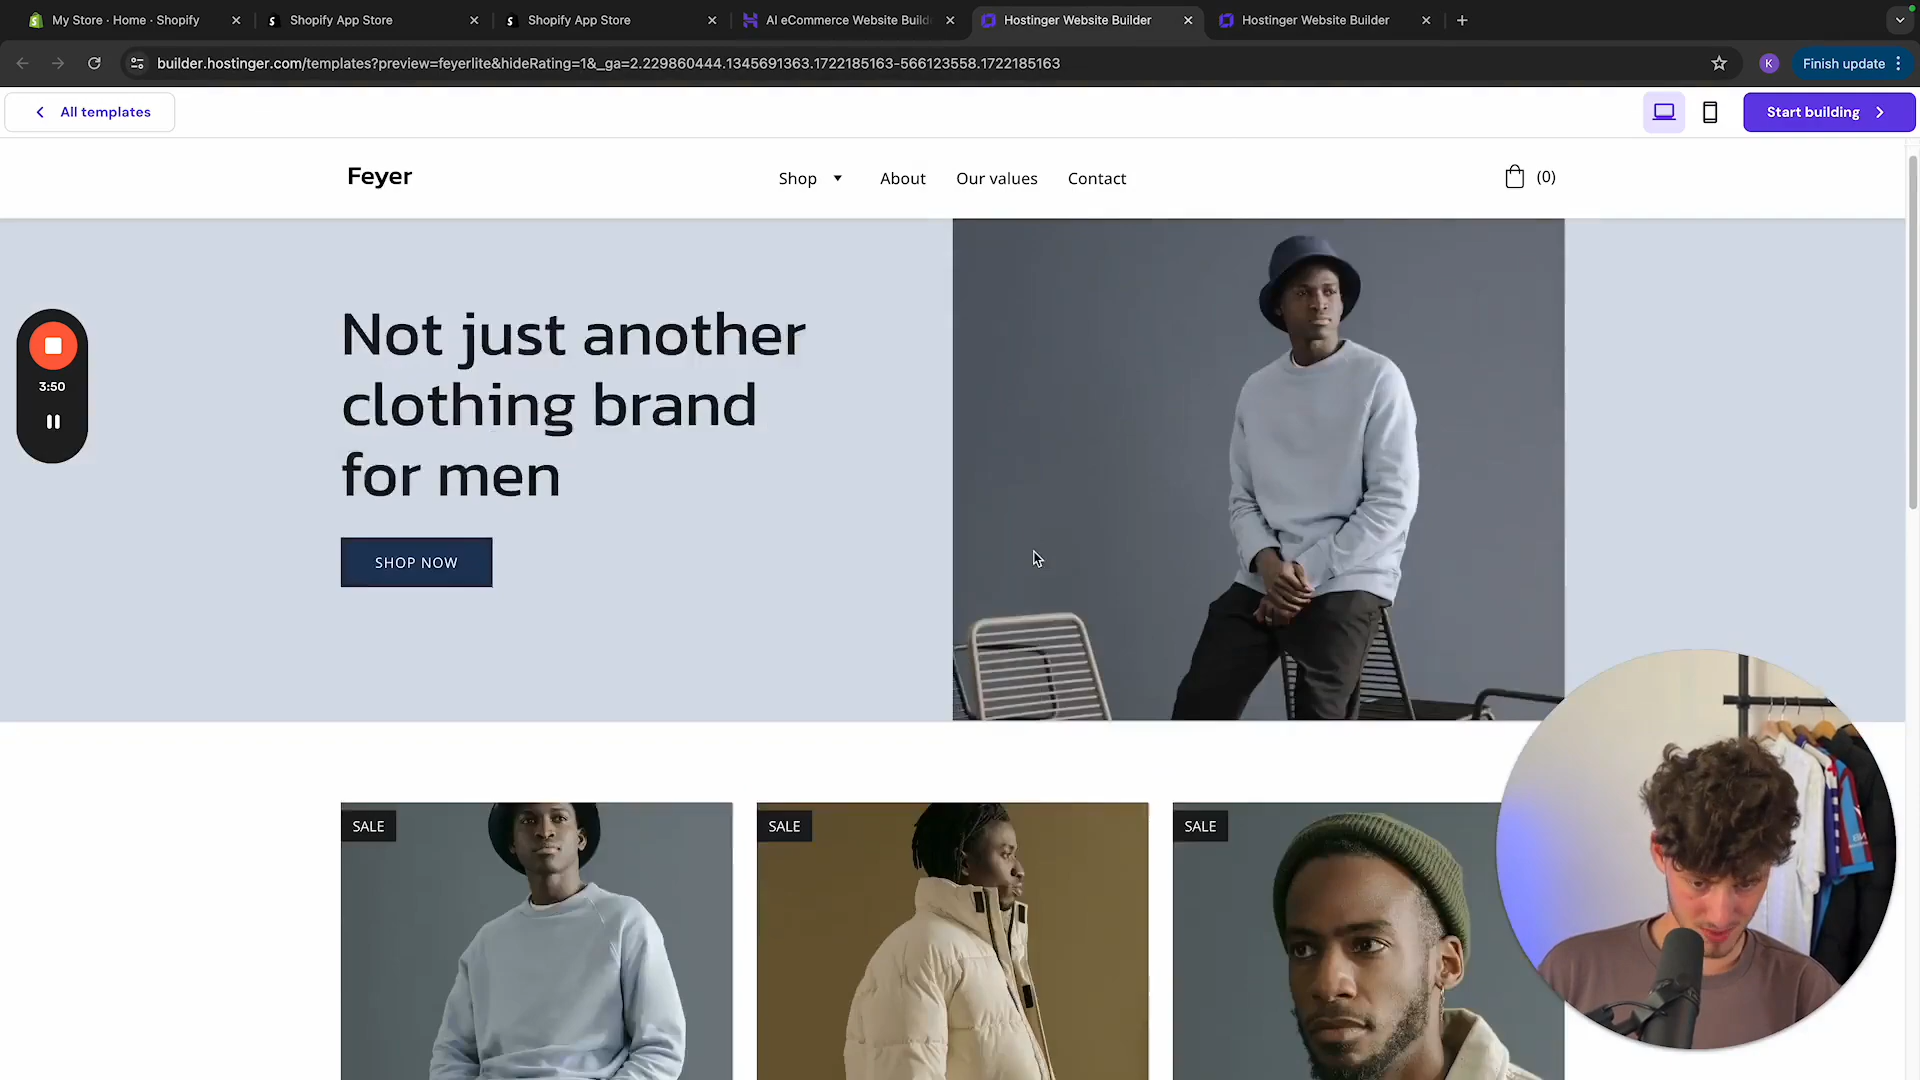 My Store · Home · Shopify
Shopify App Store
Shopify App Store
AI eCommerce Website Build
Hostinger Website Builder
Hostinger Website Builder
builder.hostinger.com/templates?preview=feyerlite&hideRating=1&_ga=2.229860444.1345691363.1722185163-566123558.1722185163
K
Finish update
All templates
Start building
Feyer
Shop
About
Our values
Contact
(0)
Not just another
clothing brand
for men
SHOP NOW
3:50
SALE
SALE
SALE